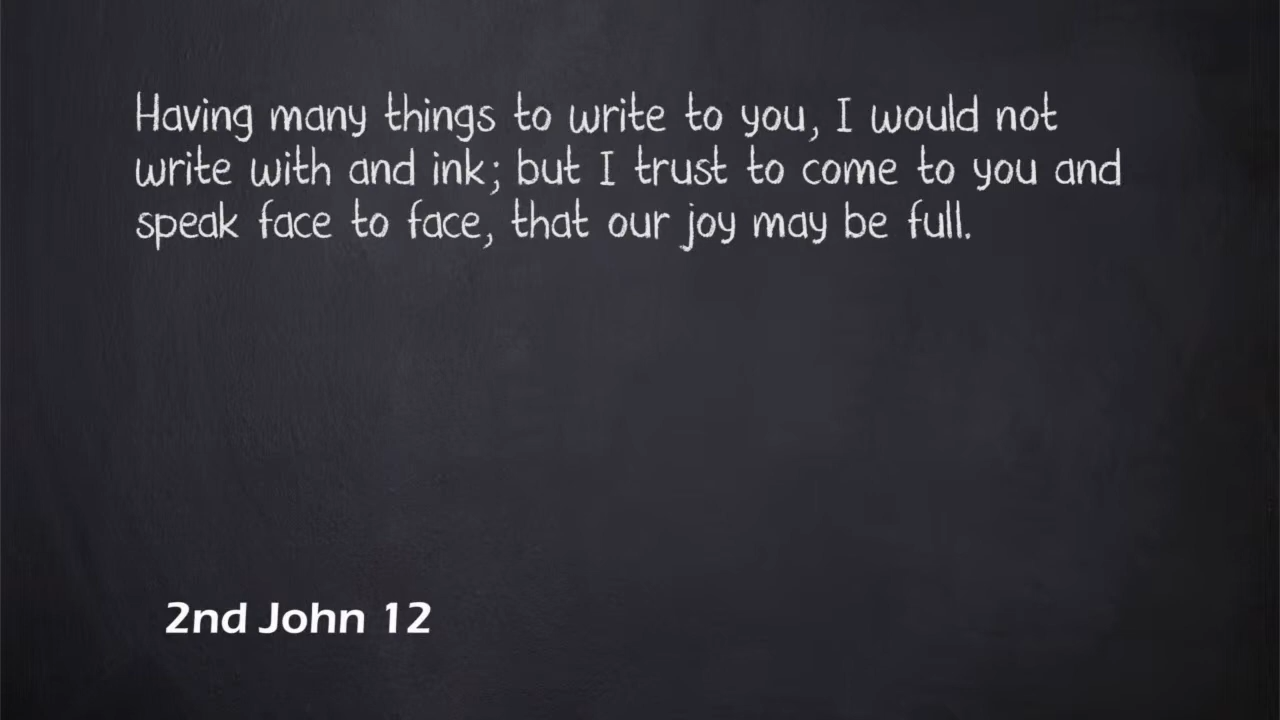 Having many things to write to you, I would not
write with and ink; but I trust to come to you and
speak face to face, that our joy may be full.
2nd John 12